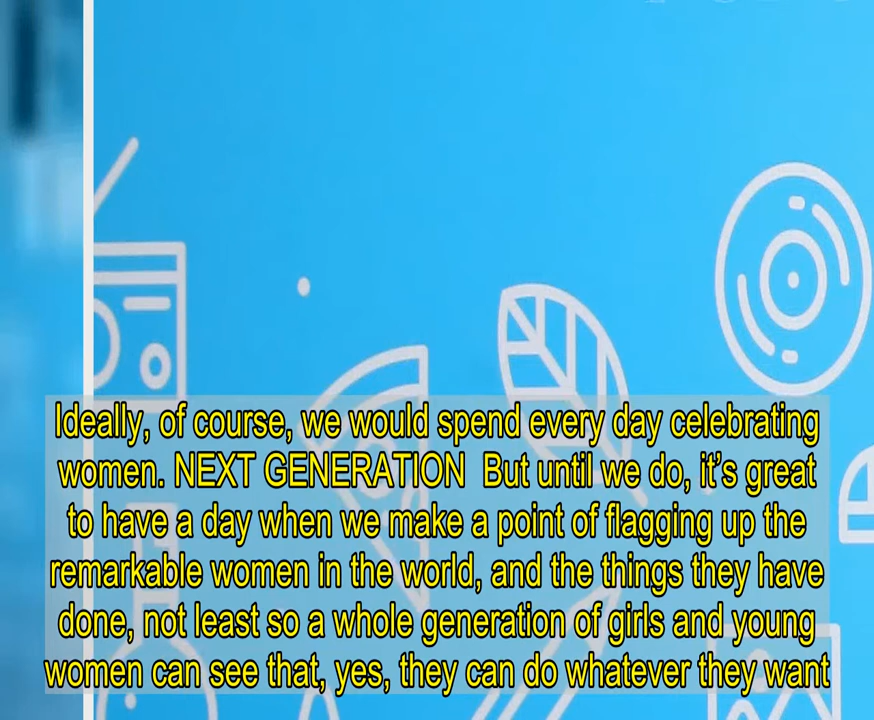 Ideally, of course, we would spend every day celebrating
women. NEXT GENERATION  But until we do, it's great
to have a day when we make a point of flagging up the
remarkable women in the world, and the things they have
done, not least so a whole generation of girls and young
women can see that, yes, they can do whatever they want